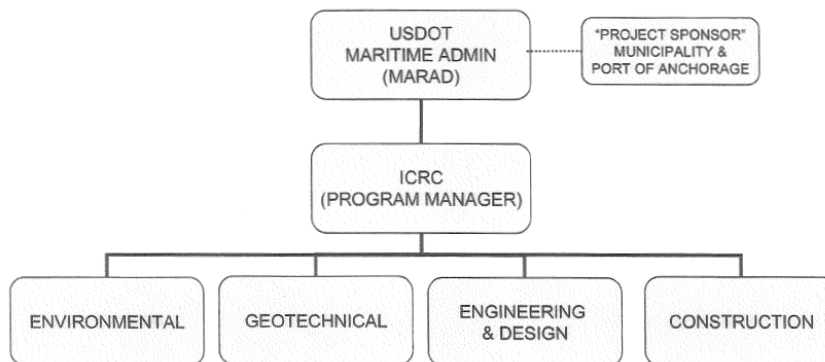 USDOT
MARITIME ADMIN
(MARAD)
"PROJECT SPONSOR"
MUNICIPALITY &
PORT OF ANCHORAGE
ICRC
(PROGRAM MANAGER)
ENVIRONMENTAL
GEOTECHNICAL
ENGINEERING
& DESIGN
CONSTRUCTION